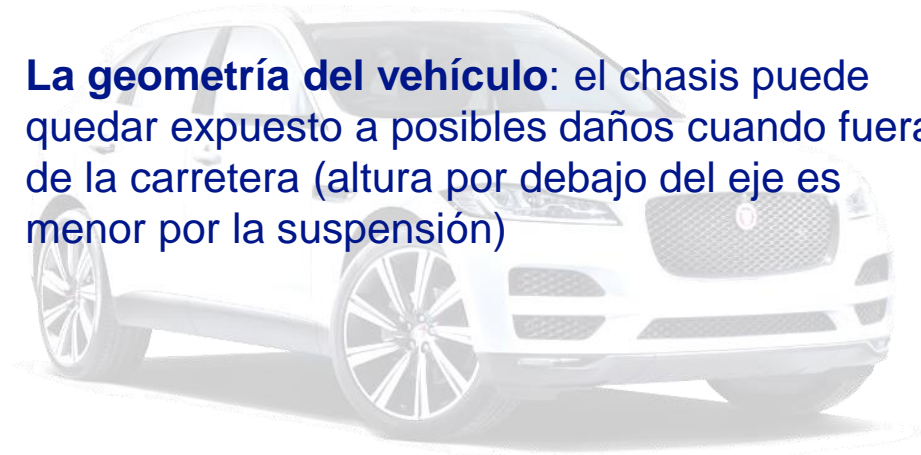 La geometría del vehículo: el chasis puede
quedar expuesto a posibles daños cuando fuera
de la carretera (altura por debajo del eje es
menor por la suspensión)